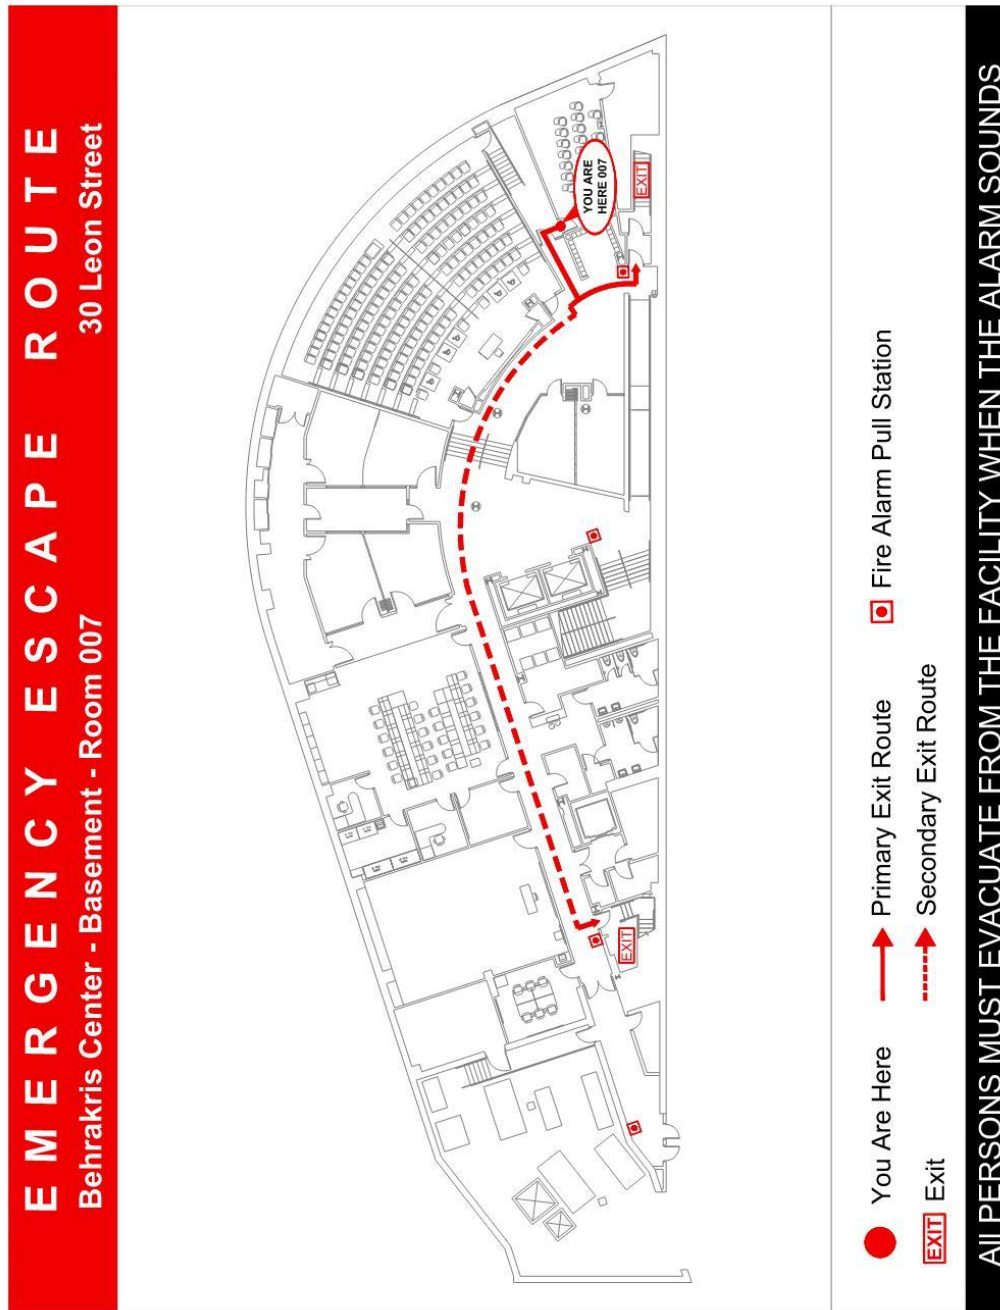 EMERGENCY ESCAPE ROUTE
Behrakris Center - Basement - Room 007
30 Leon Street
YOU ARE
HERE 007
EXIT
EXIT
You Are Here
Primary Exit Route
Fire Alarm Pull Station
EXIT Exit
Secondary Exit Route
All PERSONS MUST EVACUATE FROM THE FACILITY WHEN THE ALARM SOUNDS